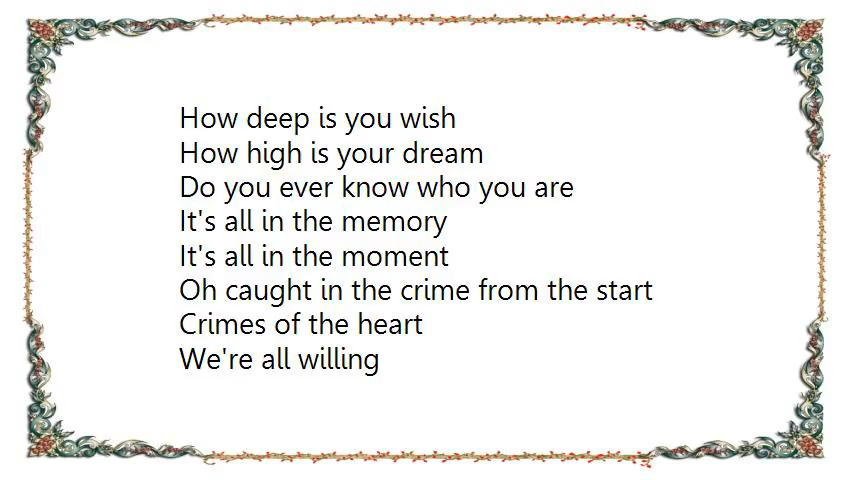 How deep is you wish
How high is your dream
Do you ever know who you are
It's all in the memory
It's all in the moment
Oh caught in the crime from the start
Crimes of the heart
We're all willing